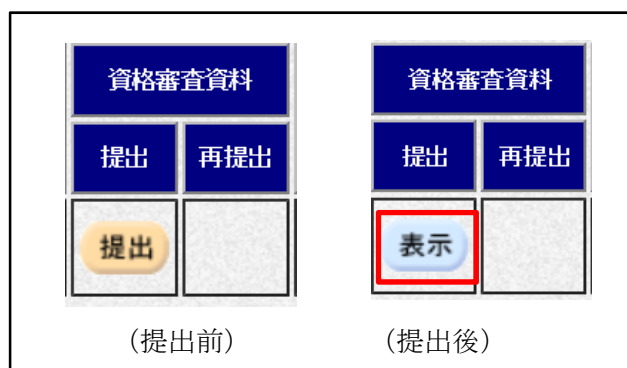 資格審査資料
提出 再提出
提出
(提出前)
資格審査資料
提出 再提出
表示
(提出後)